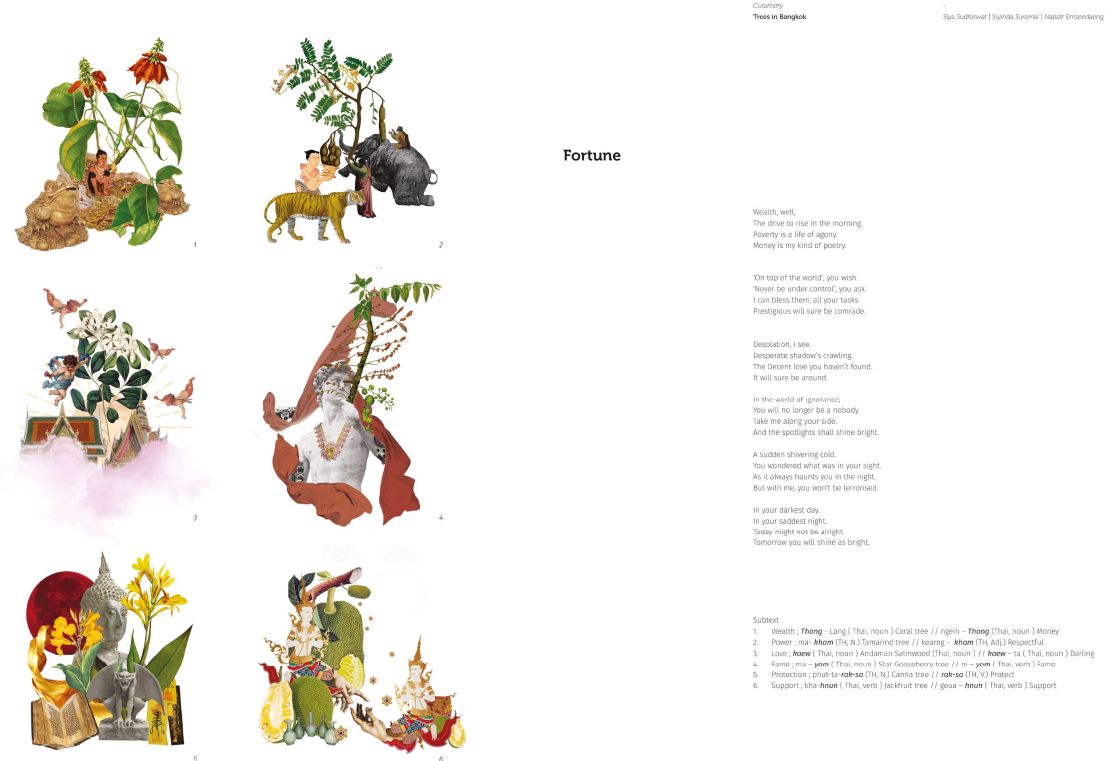 Curartistry
-
Trees in Bangkok
Siya Sudhiswat | Sujinda Suramai | Napatr Emseedaeng
1
2
Fortune
Wealth, well,
The drive to rise in the morning.
Poverty is a life of agony.
Money is my kind of poetry.
'On top of the world', you wish.
'Never be under control', you ask.
I can bless them, all your tasks.
Prestigious will sure be comrade.
Desolation, I see.
Desperate shadow's crawling.
The Decent love you haven't found.
It will sure be around.
In the world of ignorance,
You will no longer be a nobody.
Take me along your side.
And the spotlights shall shine bright.
A sudden shivering cold.
You wondered what was in your sight.
As it always haunts you in the night.
But with me, you won't be terrorised.
In your darkest day.
In your saddest night.
Today might not be alright.
Tomorrow you will shine as bright.
3
4
5
6
Subtext
1. Wealth ; Thong - Lang ( Thai, noun ) Coral tree // ngein – Thong (Thai, noun ) Money
2. Power ; ma- kham (TH, N.) Tamarind tree // kearng - kham (TH, Adj.) Respectful
3. Love ; kaew ( Thai, noun ) Andaman Satinwood (Thai, noun ) // kaew – ta ( Thai, noun ) Darling
4. Fame ; ma – yom ( Thai, noun ) Star Gooseberry tree // ni – yom ( Thai, verb ) Fame
5. Protection ; phut-ta-rak-sa (TH, N.) Canna tree // rak-sa (TH, V.) Protect
6. Support ; kha-hnun ( Thai, verb ) Jackfruit tree // geua – hnun ( Thai, verb ) Support